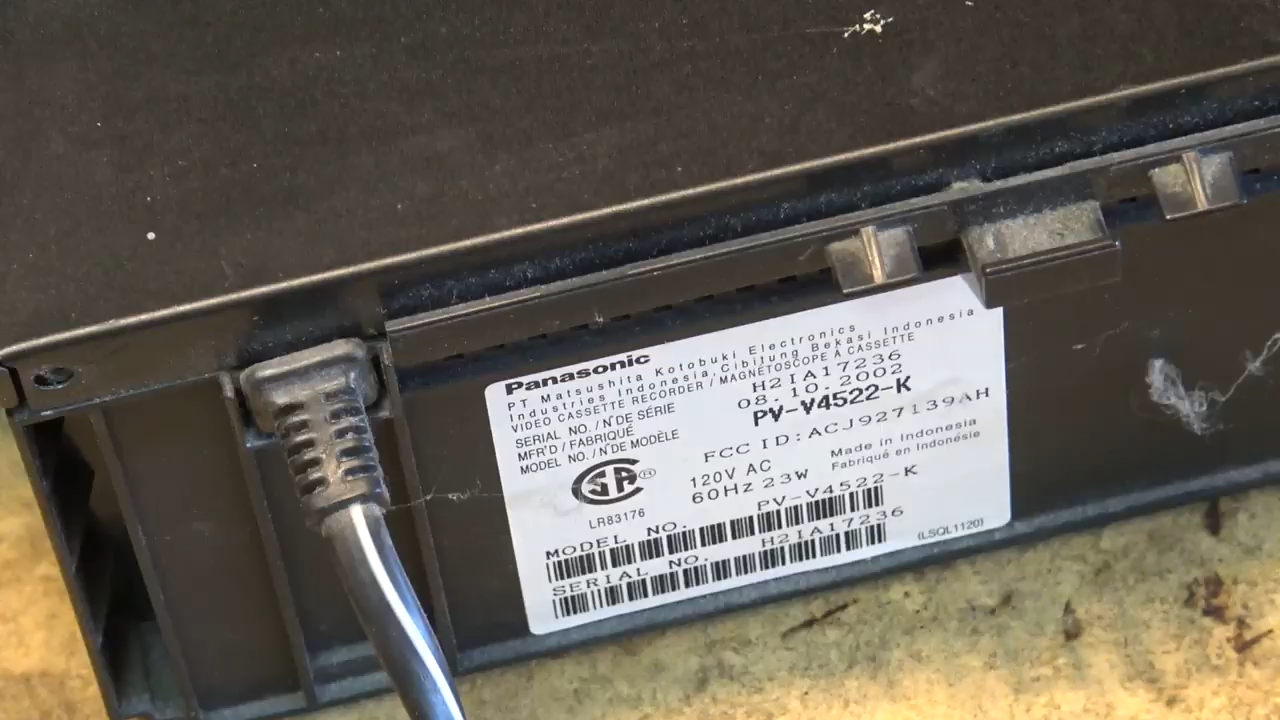 Panasonic
PT Matsushita Kotobuki Electronics
Industries Indonesia, Cibitung Bekasi Indonesia
VIDEO CASSETTE RECORDER / MAGNÉTOSCOPE À CASSETTE
SERIAL NO. / N° DE SÉRIE H2IA17236
MFR'D / FABRIQUÉ 08.10.2002
MODEL NO. / N° DE MODÈLE PV-V4522-K
FCC ID: ACJ927139AH
SA ®
LR83176
120V AC
60Hz 23W
Made in Indonesia
Fabriqué en Indonésie
MODEL NO. PV-V4522-K
SERIAL NO. H2IA17236
(LSQL1120)